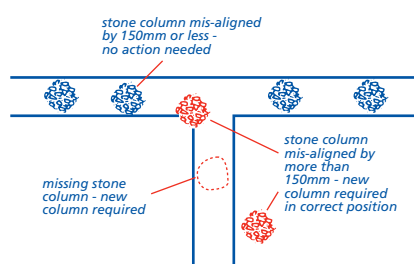 stone column mis-aligned
by 150mm or less -
no action needed
stone column
mis-aligned by
more than
150mm - new
column required
in correct position
missing stone
column - new
column required